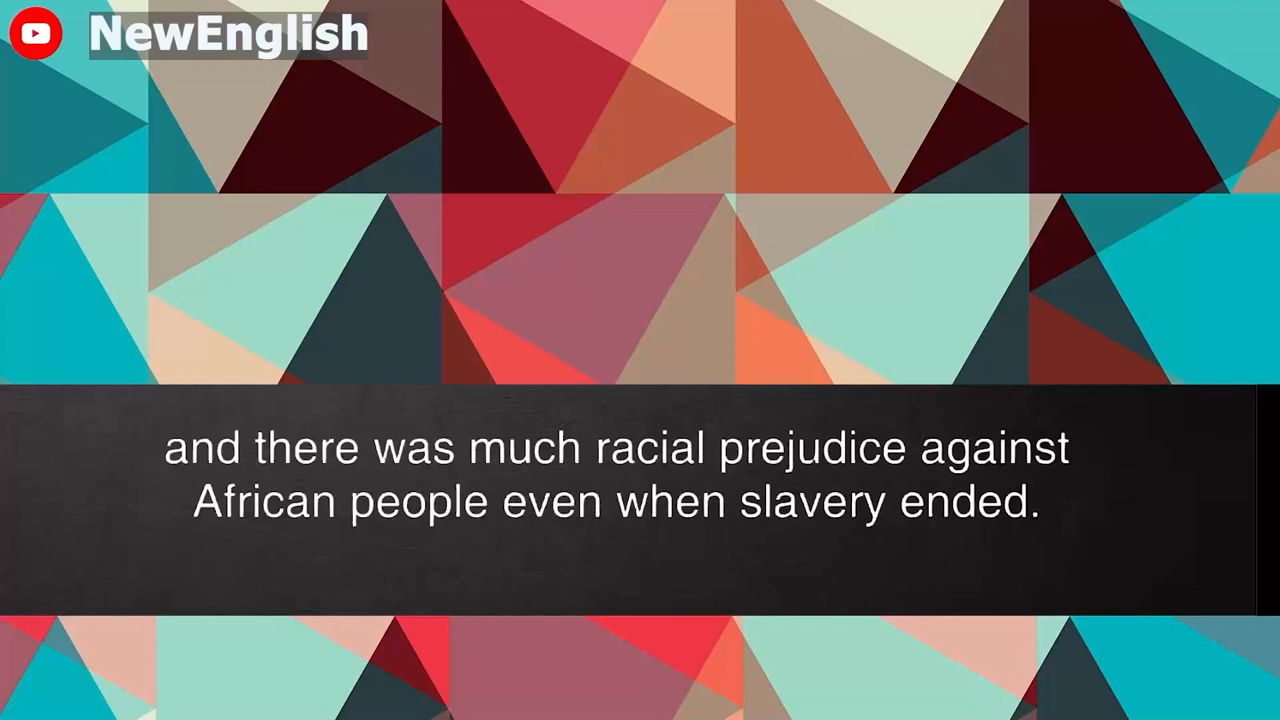 NewEnglish
and there was much racial prejudice against
African people even when slavery ended.